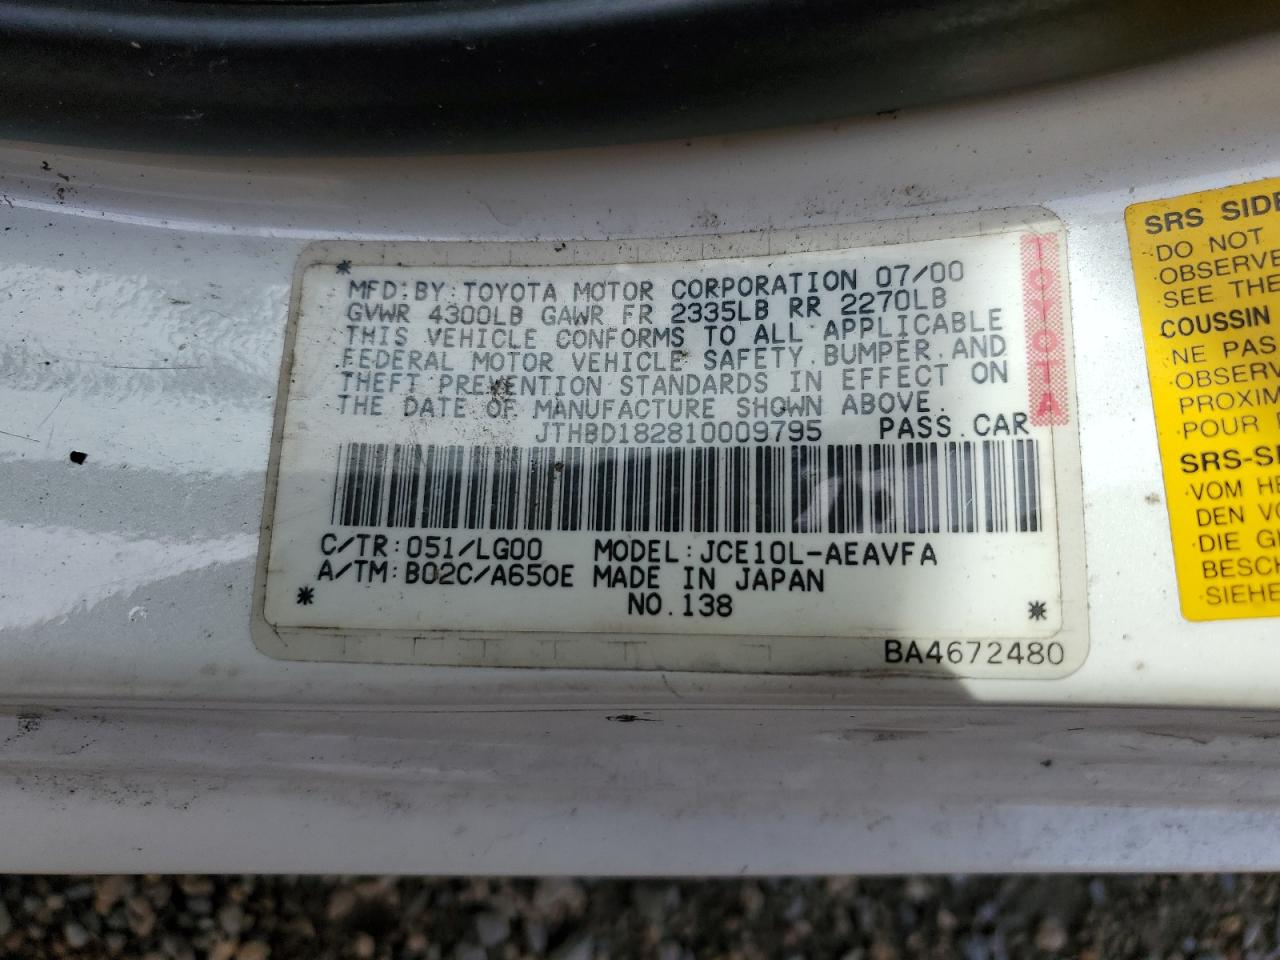 MFD:BY:TOYOTA MOTOR CORPORATION 07/00
GVWR 4300LB GAWR FR 2335LB RR 2270LB
THIS VEHICLE CONFORMS TO ALL APPLICABLE
FEDERAL MOTOR VEHICLE SAFETY.BUMPER.AND
THEFT PREVENTION STANDARDS IN EFFECT ON
THE DATE OF MANUFACTURE SHOWN ABOVE.
JTHBD182810009795 PASS.CAR
C/TR:051/LG00 MODEL:JCE10L-AEAVFA
A/TM:B02C/A650E MADE IN JAPAN
NO.138
BA4672480
TOYOTA
SRS SIDE
DO NOT
OBSERVE
SEE THE
COUSSIN
NE PAS
OBSERV
PROXIM
POUR
SRS-SI
VOM HE
DEN VO
DIE GE
BESCH
SIEHE